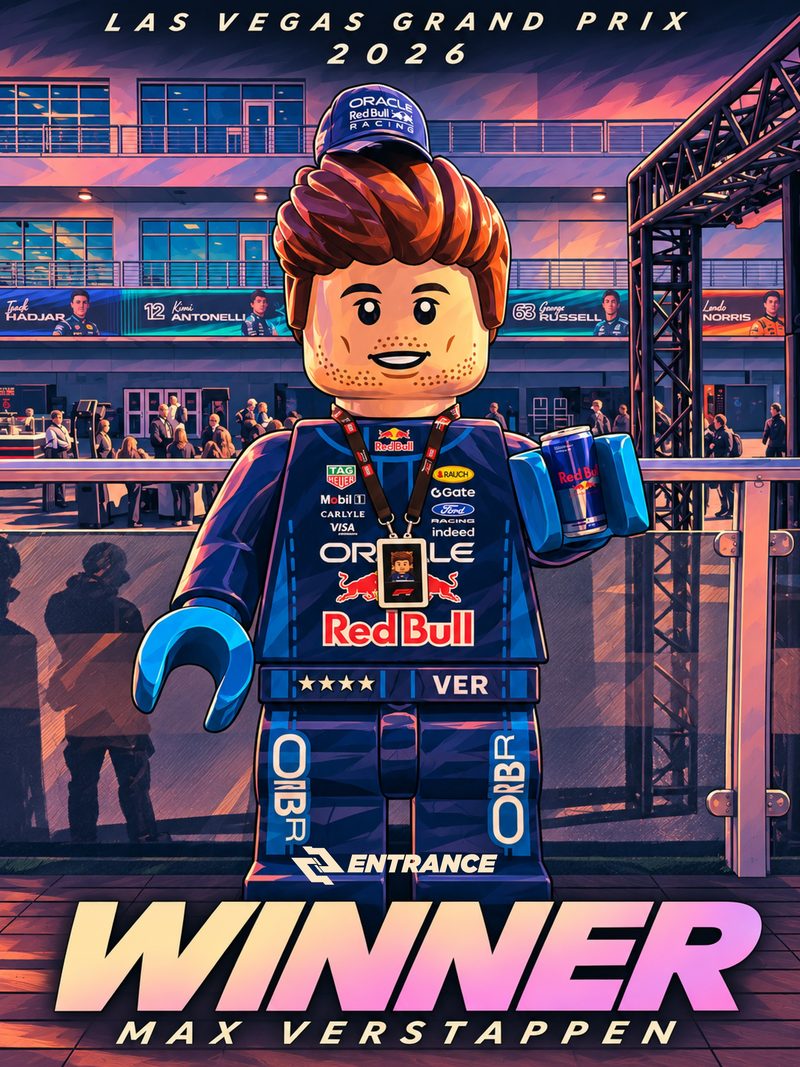 LAS VEGAS GRAND PRIX
2026
ORACLE
Red Bull
RACING
Isack
HADJAR
12 Kimi
ANTONELLI
63 George
RUSSELL
Lando
NORRIS
Red Bull
Red Bull
TAG
HEUER
RAUCH
Mobil 1
Gate
CARLYLE
Ford
RACING
VISA
indeed
ORACLE
Red Bull
VER
ORBR
ORBR
ENTRANCE
WINNER
MAX VERSTAPPEN